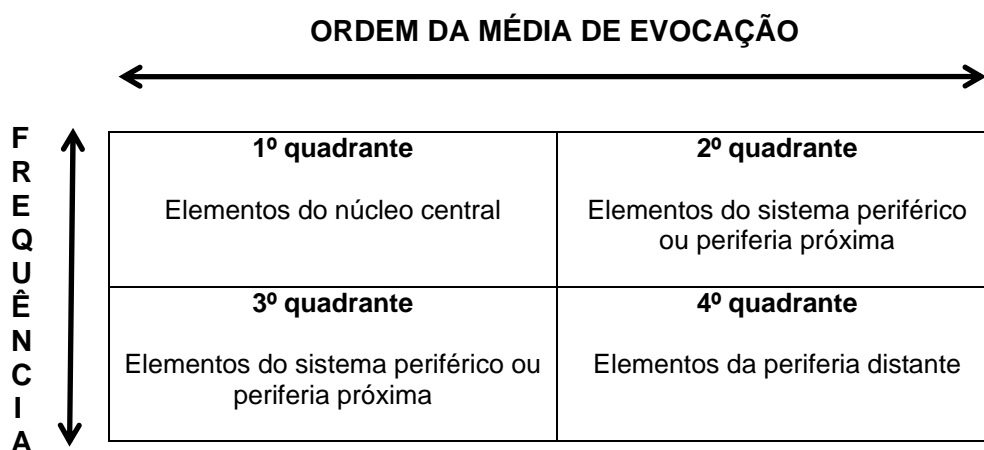 ORDEM DA MÉDIA DE EVOCAÇÃO
F
R
E
Q
U
Ê
N
C
I
A
1º quadrante
Elementos do núcleo central
2º quadrante
Elementos do sistema periférico
ou periferia próxima
3º quadrante
Elementos do sistema periférico ou
periferia próxima
4º quadrante
Elementos da periferia distante